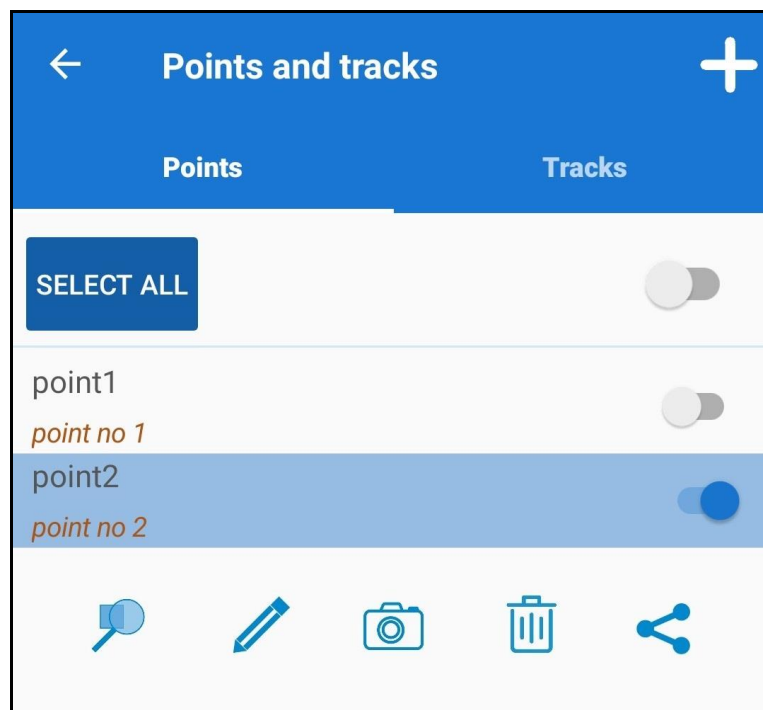 Points and tracks
Points
Tracks
SELECT ALL
point1
point no 1
point2
point no 2